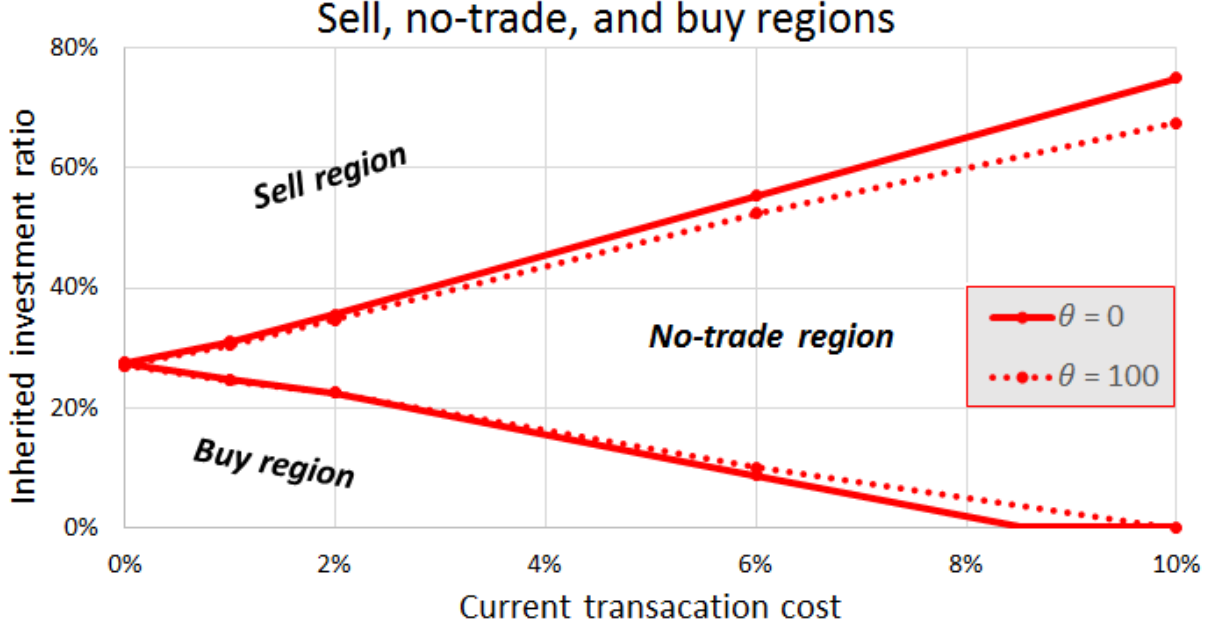 Sell, no-trade, and buy regions
80%
60%
40%
20%
0%
Inherited investment ratio
Sell region
No-trade region
Buy region
θ = 0
θ = 100
0% 2% 4% 6% 8% 10%
Current transacation cost